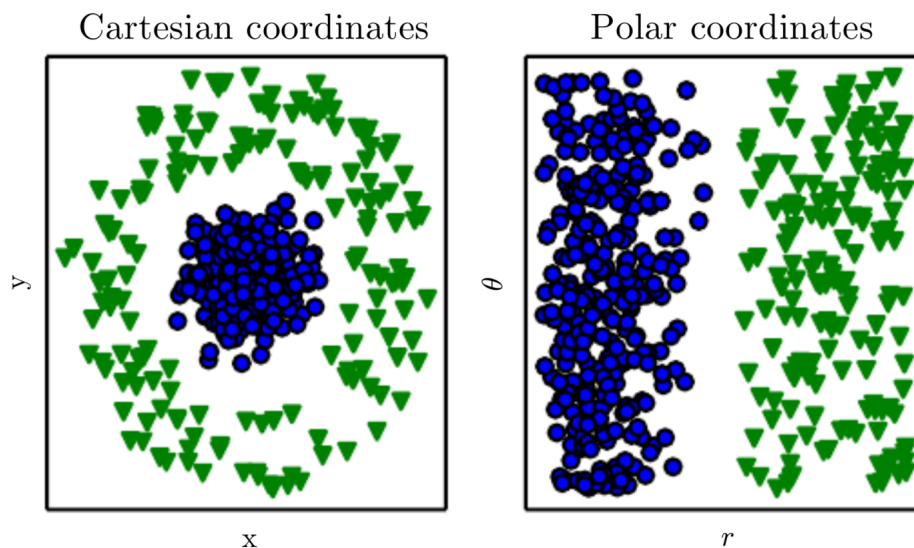 Cartesian coordinates
Polar coordinates
y
θ
x
r